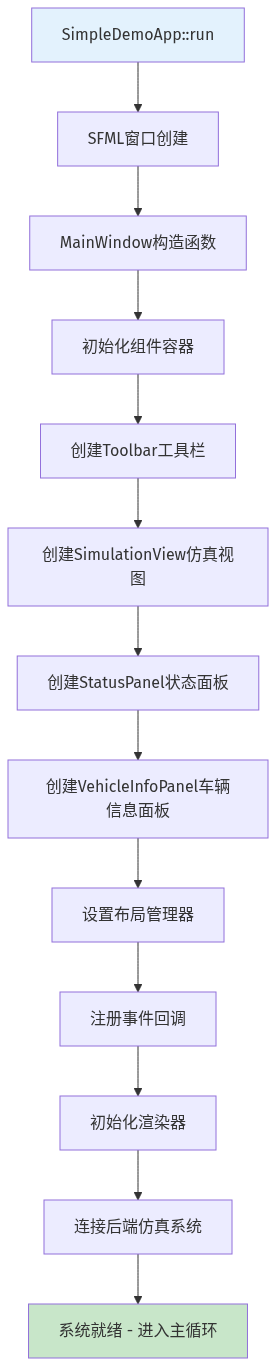 SimpleDemoApp::run
SFML窗口创建
MainWindow构造函数
初始化组件容器
创建Toolbar工具栏
创建SimulationView仿真视
图
创建StatusPanel状态面板
创建VehicleInfoPanel车辆
信息面板
设置布局管理器
注册事件回调
初始化渲染器
连接后端仿真系统
系统就绪 - 进入主循环